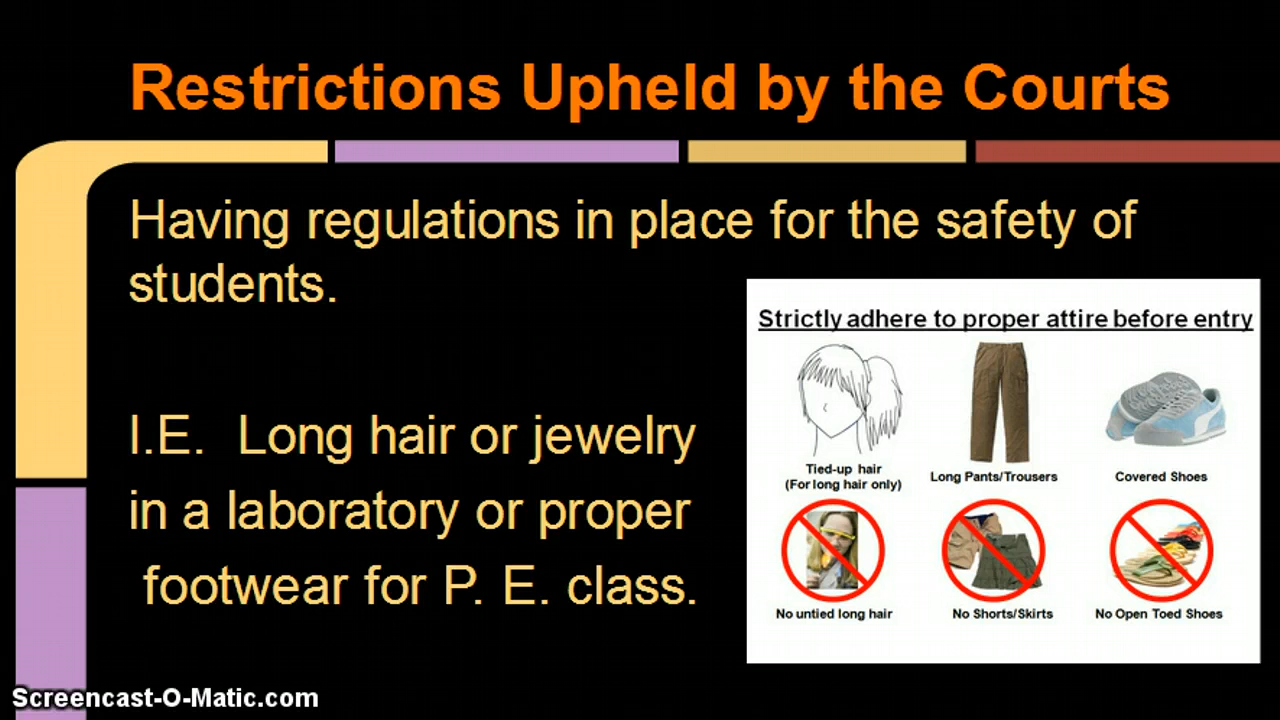 Restrictions Upheld by the Courts
Having regulations in place for the safety of
students.
I.E. Long hair or jewelry
in a laboratory or proper
footwear for P. E. class.
Strictly adhere to proper attire before entry
Tied-up hair
(For long hair only)
Long Pants/Trousers
Covered Shoes
No untied long hair
No Shorts/Skirts
No Open Toed Shoes
Screencast-O-Matic.com